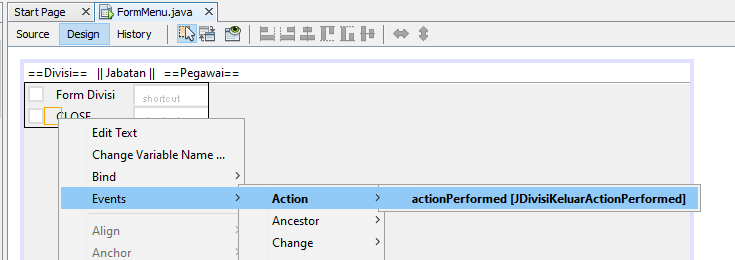 Start Page FormMenu.java
Source Design History
==Divisi== || Jabatan || ==Pegawai==
Form Divisi shortcut
CLOSE
Edit Text
Change Variable Name ...
Bind
Events Action actionPerformed [JDivisiKeluarActionPerformed]
Ancestor
Align Change
Anchor